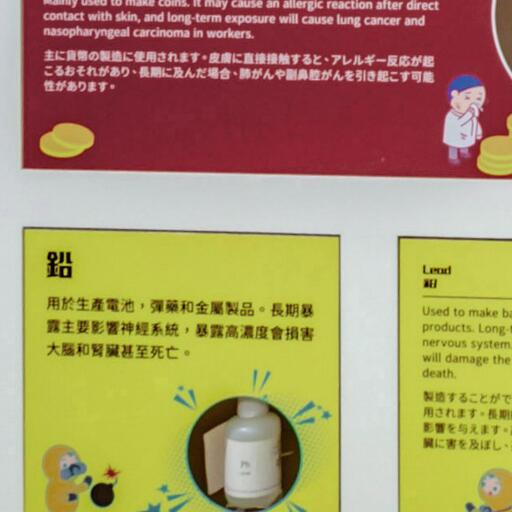 Mainly used to make coins. It may cause an allergic reaction after direct
contact with skin, and long-term exposure will cause lung cancer and
nasopharyngeal carcinoma in workers.
主に貨幣の製造に使用されます。皮膚に直接接触すると、アレルギー反応が起
こるおそれがあり、長期に及んだ場合、肺がんや副鼻腔がんを引き起こす可能
性があります。
鉛
用於生產電池，彈藥和金屬製品。長期暴
露主要影響神經系統，暴露高濃度會損害
大腦和腎臟甚至死亡。
Pb
Lead
鉛
Used to make ba
products. Long-t
nervous system.
will damage the
death.
製造することがで
用されます。長期
影響を与えます。
臓に害を及ぼし、